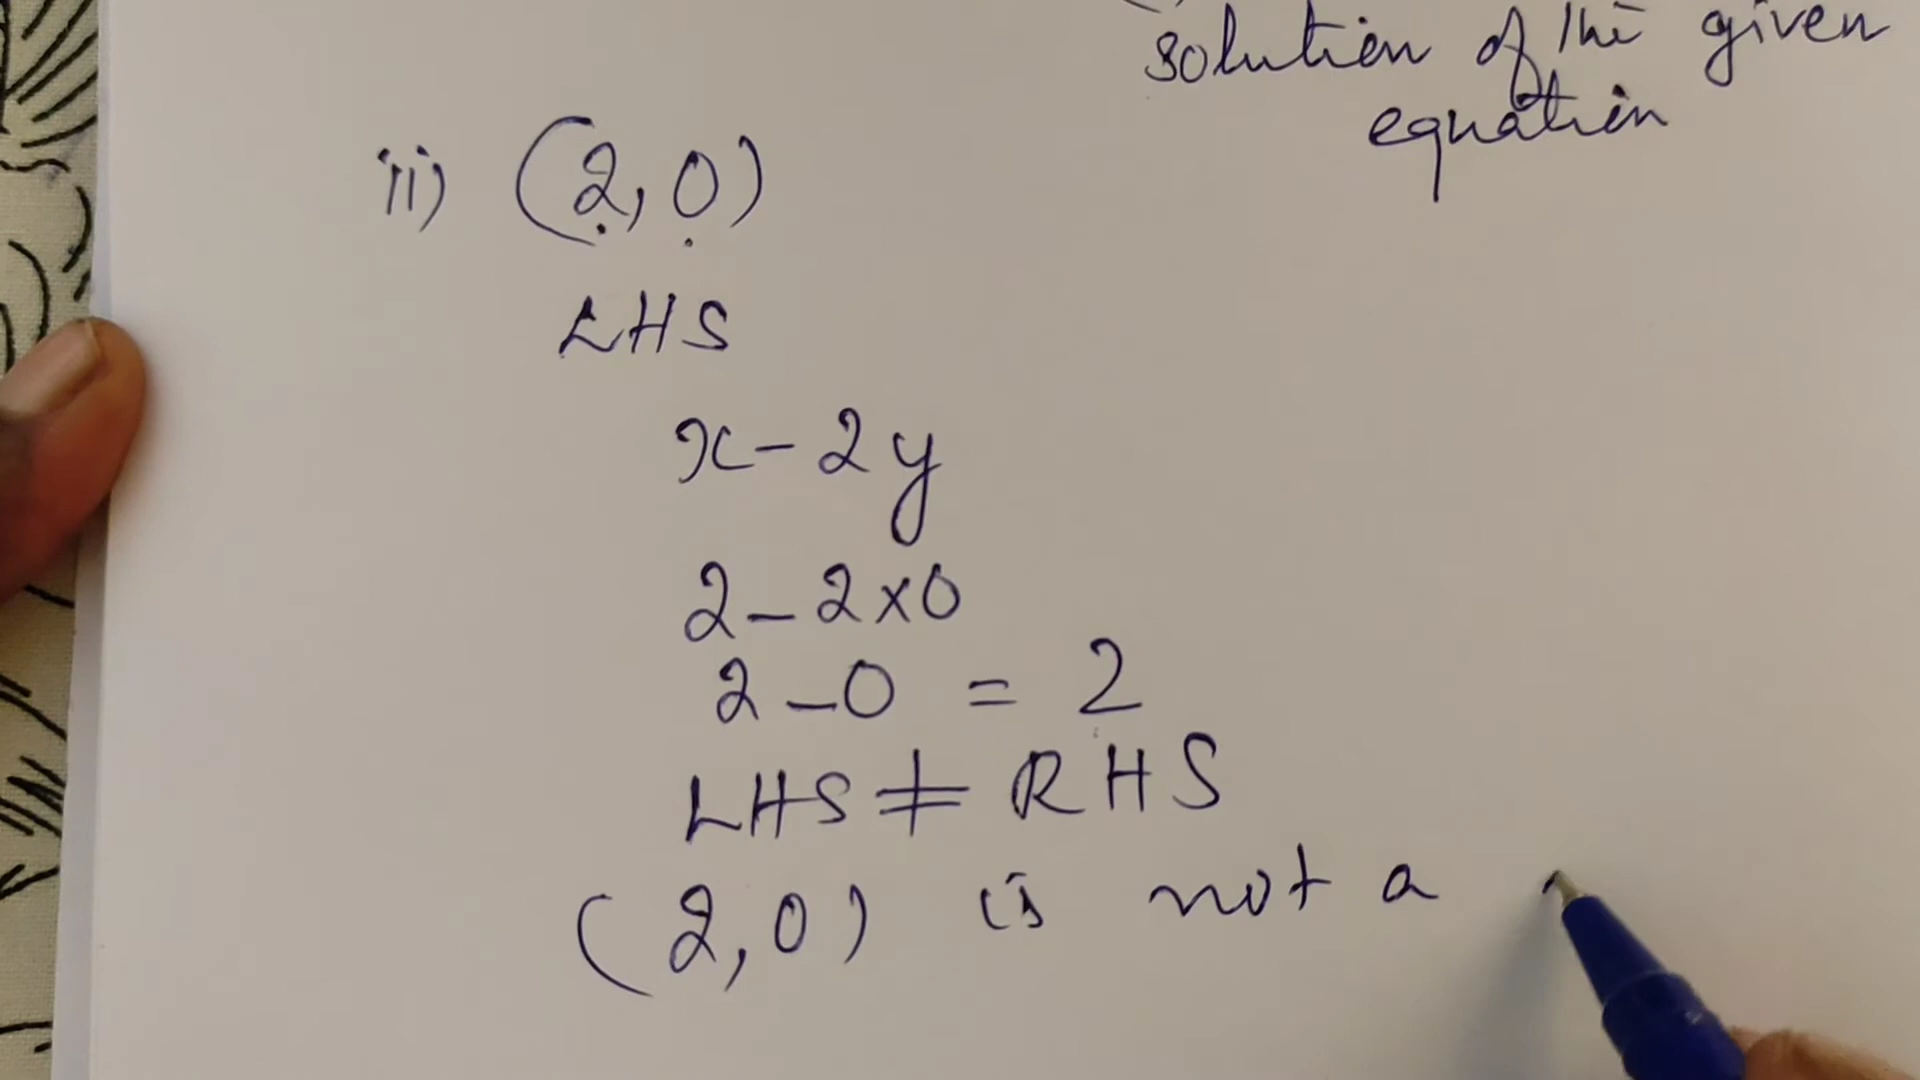 solution of the given
equation
ii) (2,0)
LHS
x-2y
2-2×0
2-0 = 2
LHS ≠ RHS
(2,0) is not a